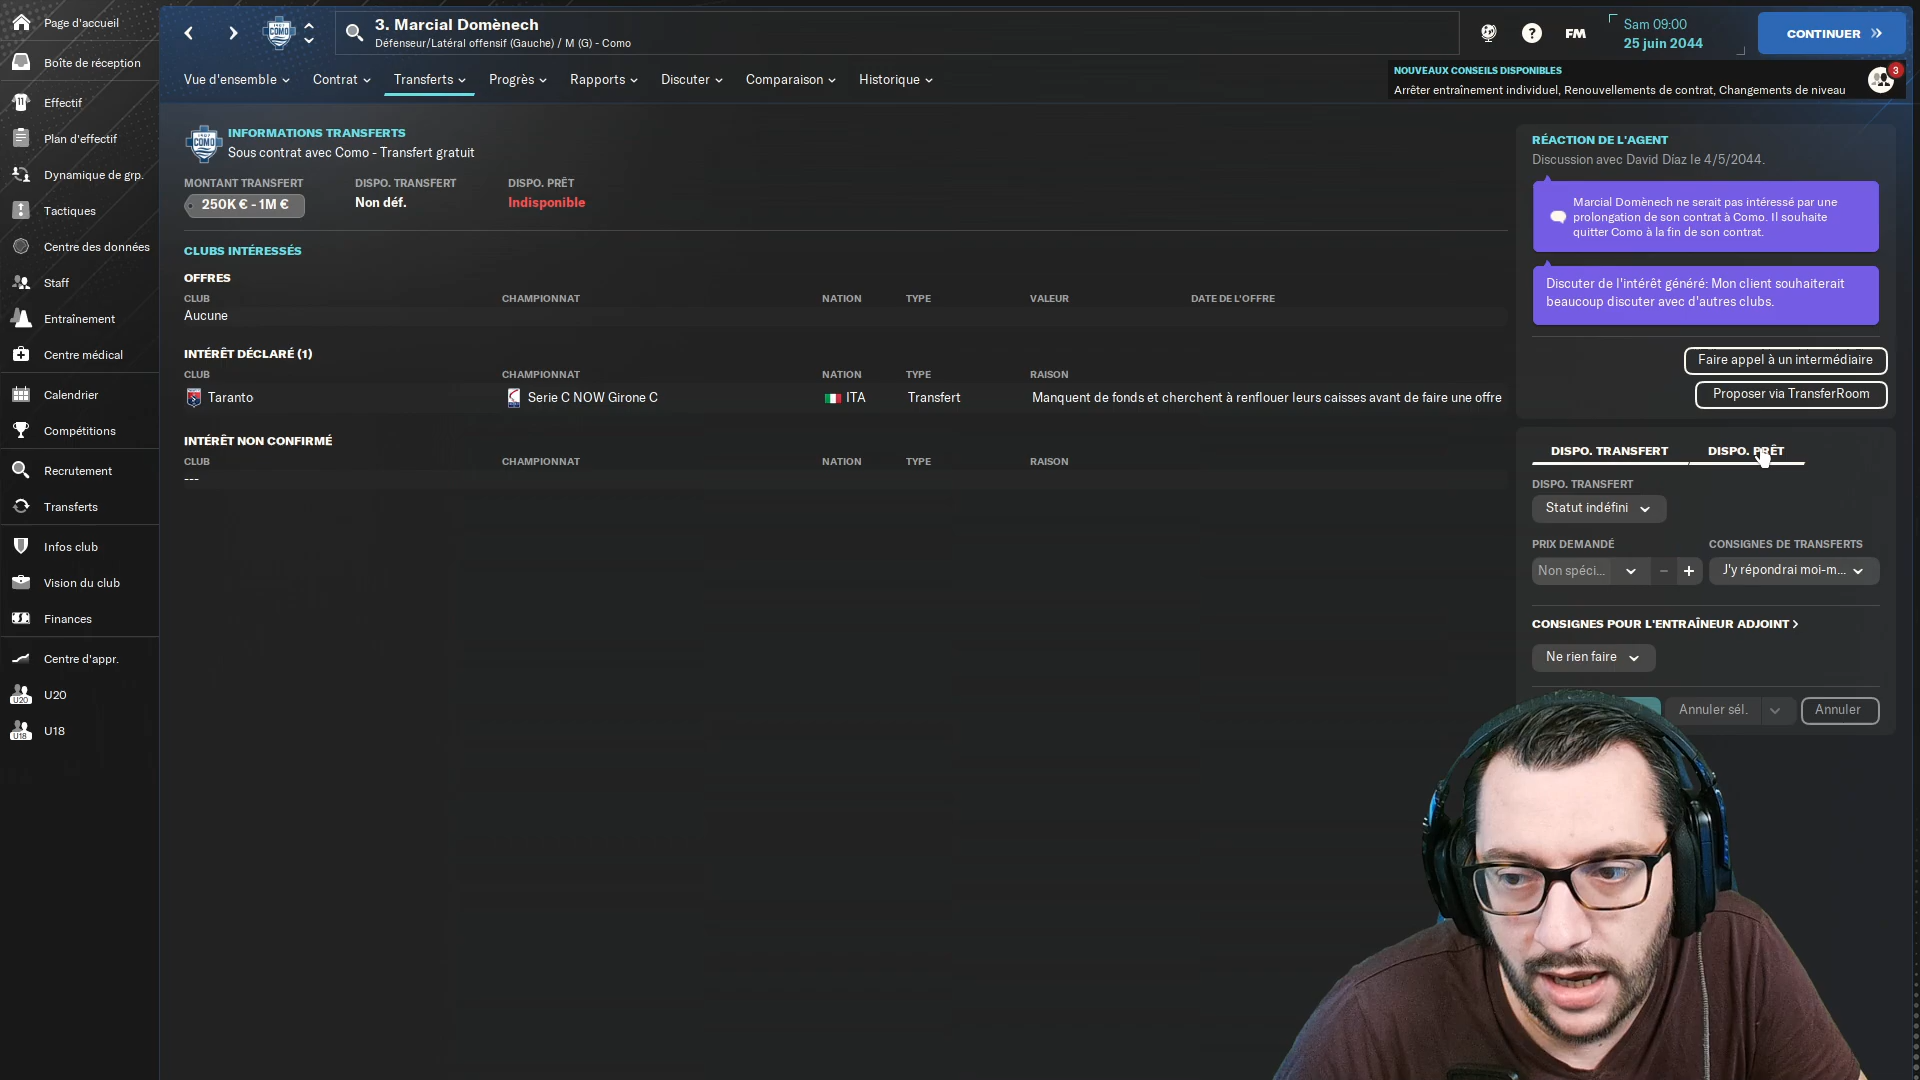 Page d'accueil
Boîte de réception
Effectif
Plan d'effectif
Dynamique de grp.
Tactiques
Centre des données
Staff
Entraînement
Centre médical
Calendrier
Compétitions
Recrutement
Transferts
Infos club
Vision du club
Finances
Centre d'appr.
U20
U18
3. Marcial Domènech
Défenseur/Latéral offensif (Gauche) / M (G) - Como
FM
Sam 09:00
25 juin 2044
CONTINUER
Vue d'ensemble
Contrat
Transferts
Progrès
Rapports
Discuter
Comparaison
Historique
NOUVEAUX CONSEILS DISPONIBLES
Arrêter entraînement individuel, Renouvellements de contrat, Changements de niveau
3
INFORMATIONS TRANSFERTS
Sous contrat avec Como - Transfert gratuit
MONTANT TRANSFERT DISPO. TRANSFERT DISPO. PRÊT
250K € - 1M € Non déf. Indisponible
CLUBS INTÉRESSÉS
OFFRES
CLUB CHAMPIONNAT NATION TYPE VALEUR DATE DE L'OFFRE
Aucune
INTÉRÊT DÉCLARÉ (1)
CLUB CHAMPIONNAT NATION TYPE RAISON
Taranto Serie C NOW Girone C ITA Transfert Manquent de fonds et cherchent à renflouer leurs caisses avant de faire une offre
INTÉRÊT NON CONFIRMÉ
CLUB CHAMPIONNAT NATION TYPE RAISON
---
RÉACTION DE L'AGENT
Discussion avec David Díaz le 4/5/2044.
Marcial Domènech ne serait pas intéressé par une
prolongation de son contrat à Como. Il souhaite
quitter Como à la fin de son contrat.
Discuter de l'intérêt généré: Mon client souhaiterait
beaucoup discuter avec d'autres clubs.
Faire appel à un intermédiaire
Proposer via TransferRoom
DISPO. TRANSFERT DISPO. PRÊT
DISPO. TRANSFERT
Statut indéfini
PRIX DEMANDÉ CONSIGNES DE TRANSFERTS
Non spéci... − + J'y répondrai moi-m...
CONSIGNES POUR L'ENTRAÎNEUR ADJOINT >
Ne rien faire
Annuler sél. Annuler